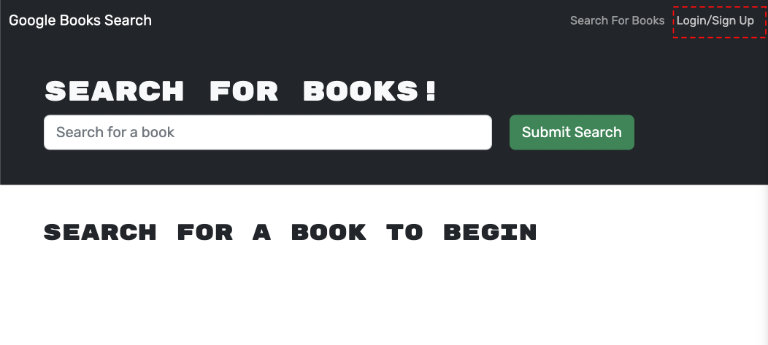 Google Books Search
Search For Books
Login/Sign Up
SEARCH FOR BOOKS!
Search for a book
Submit Search
SEARCH FOR A BOOK TO BEGIN